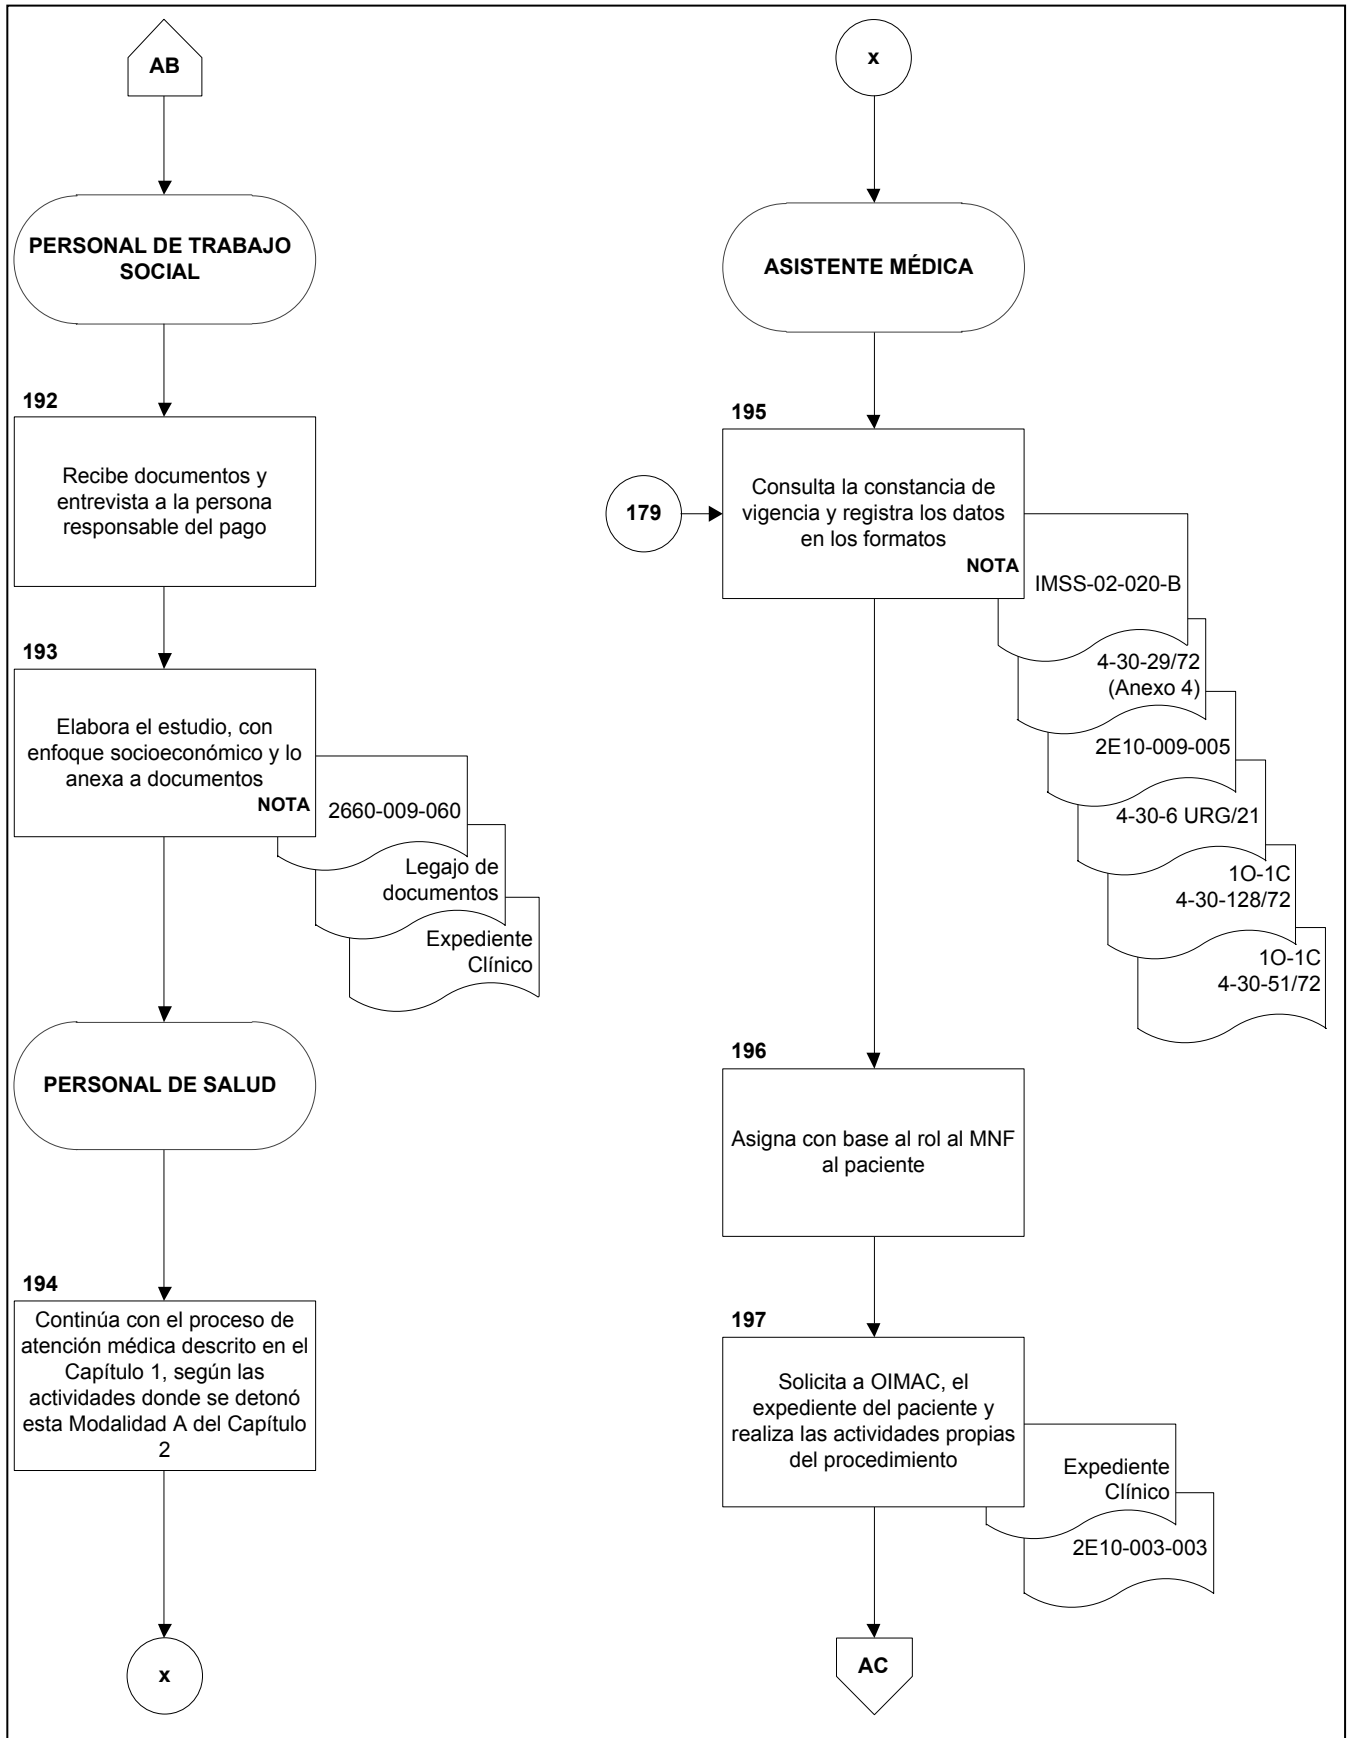 AB
PERSONAL DE TRABAJO
SOCIAL
192
Recibe documentos y
entrevista a la persona
responsable del pago
193
Elabora el estudio, con
enfoque socioeconómico y lo
anexa a documentos
NOTA
2660-009-060
Legajo de
documentos
Expediente
Clínico
PERSONAL DE SALUD
194
Continúa con el proceso de
atención médica descrito en el
Capítulo 1, según las
actividades donde se detonó
esta Modalidad A del Capítulo
2
x
x
ASISTENTE MÉDICA
195
179
Consulta la constancia de
vigencia y registra los datos
en los formatos
NOTA
IMSS-02-020-B
4-30-29/72
(Anexo 4)
2E10-009-005
4-30-6 URG/21
1O-1C
4-30-128/72
1O-1C
4-30-51/72
196
Asigna con base al rol al MNF
al paciente
197
Solicita a OIMAC, el
expediente del paciente y
realiza las actividades propias
del procedimiento
Expediente
Clínico
2E10-003-003
AC